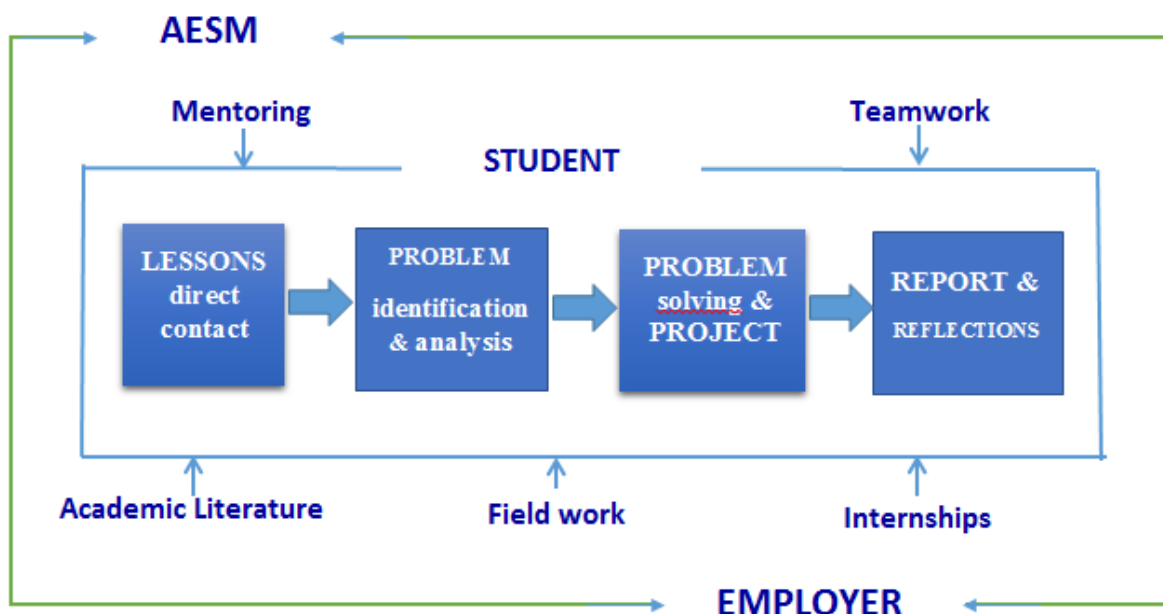 AESM
Mentoring
Teamwork
STUDENT
LESSONS
direct
contact
PROBLEM
identification
& analysis
PROBLEM
solving &
PROJECT
REPORT &
REFLECTIONS
Academic Literature
Field work
Internships
EMPLOYER